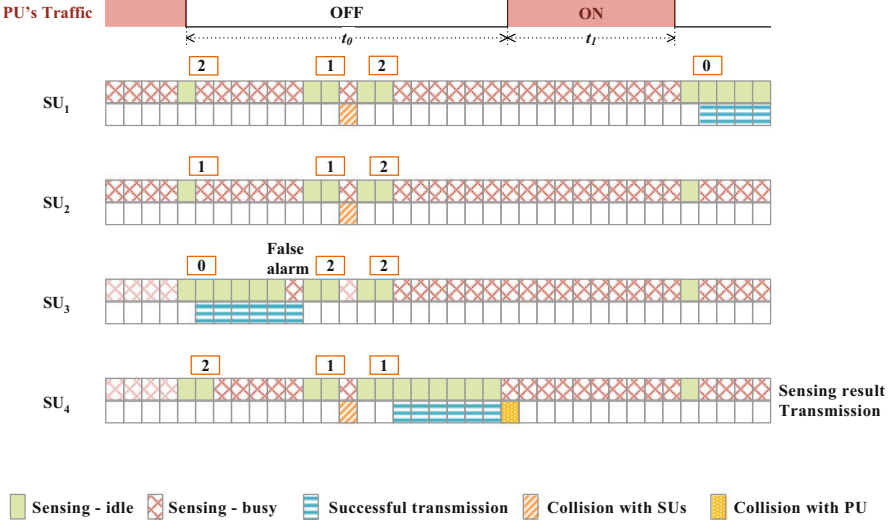 PU's Traffic
OFF
ON
t0
t1
2
1
2
0
SU1
1
1
2
SU2
False
alarm
0
2
2
SU3
2
1
1
SU4
Sensing result
Transmission
Sensing - idle
Sensing - busy
Successful transmission
Collision with SUs
Collision with PU